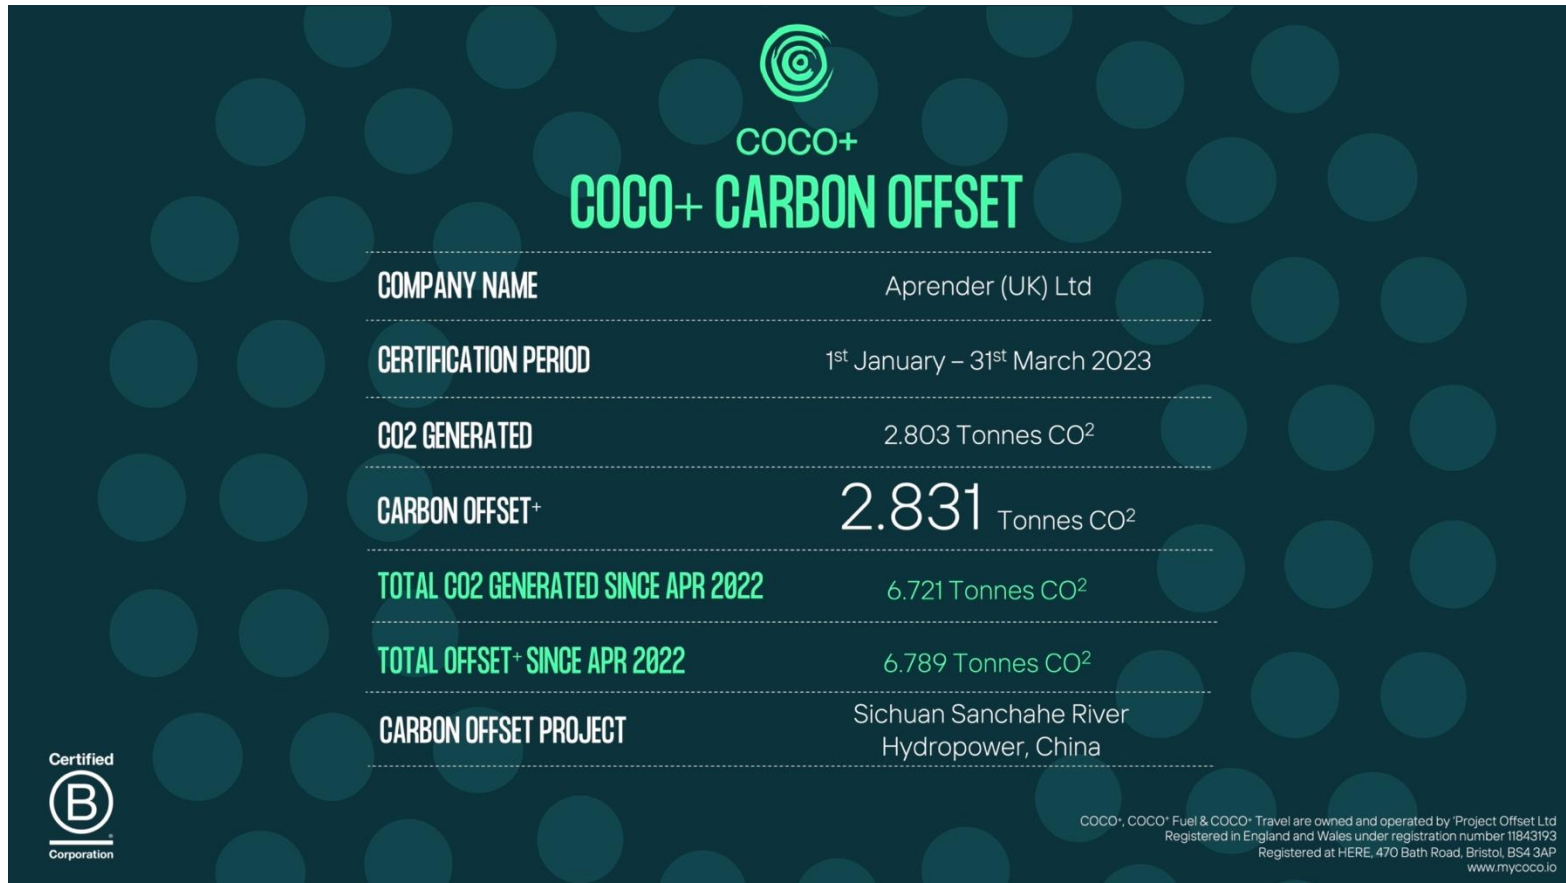 COCO+
COCO+ CARBON OFFSET
COMPANY NAME Aprender (UK) Ltd
CERTIFICATION PERIOD 1st January – 31st March 2023
CO2 GENERATED 2.803 Tonnes CO²
CARBON OFFSET⁺ 2.831 Tonnes CO²
TOTAL CO2 GENERATED SINCE APR 2022 6.721 Tonnes CO²
TOTAL OFFSET⁺ SINCE APR 2022 6.789 Tonnes CO²
CARBON OFFSET PROJECT Sichuan Sanchahe River
Hydropower, China
Certified
B
®
Corporation
COCO⁺, COCO⁺ Fuel & COCO⁺ Travel are owned and operated by 'Project Offset Ltd
Registered in England and Wales under registration number 11843193
Registered at HERE, 470 Bath Road, Bristol, BS4 3AP
www.mycoco.io